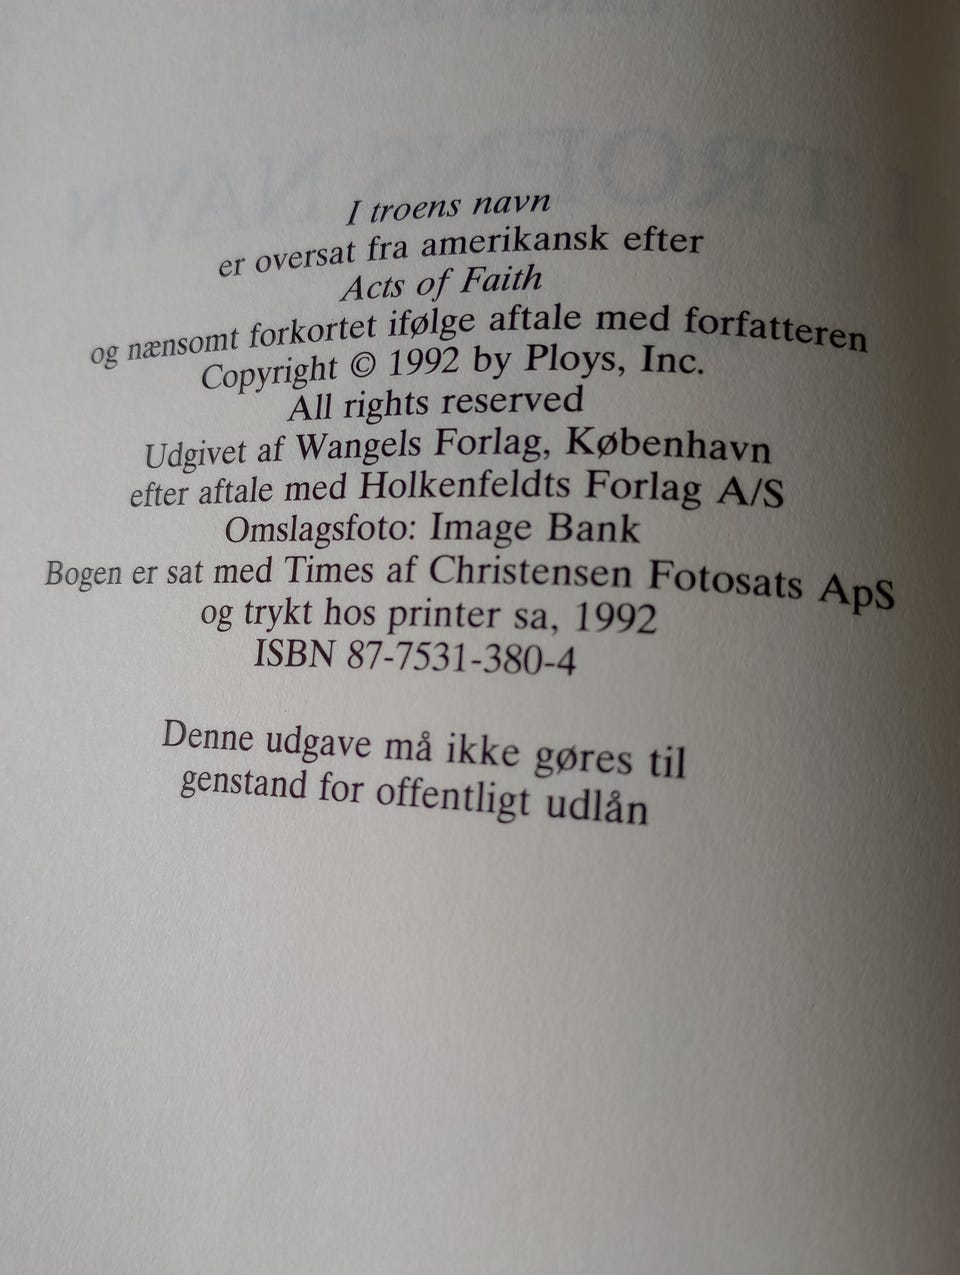 I troens navn
er oversat fra amerikansk efter
Acts of Faith
og nænsomt forkortet ifølge aftale med forfatteren
Copyright © 1992 by Ploys, Inc.
All rights reserved
Udgivet af Wangels Forlag, København
efter aftale med Holkenfeldts Forlag A/S
Omslagsfoto: Image Bank
Bogen er sat med Times af Christensen Fotosats ApS
og trykt hos printer sa, 1992
ISBN 87-7531-380-4
Denne udgave må ikke gøres til
genstand for offentligt udlån